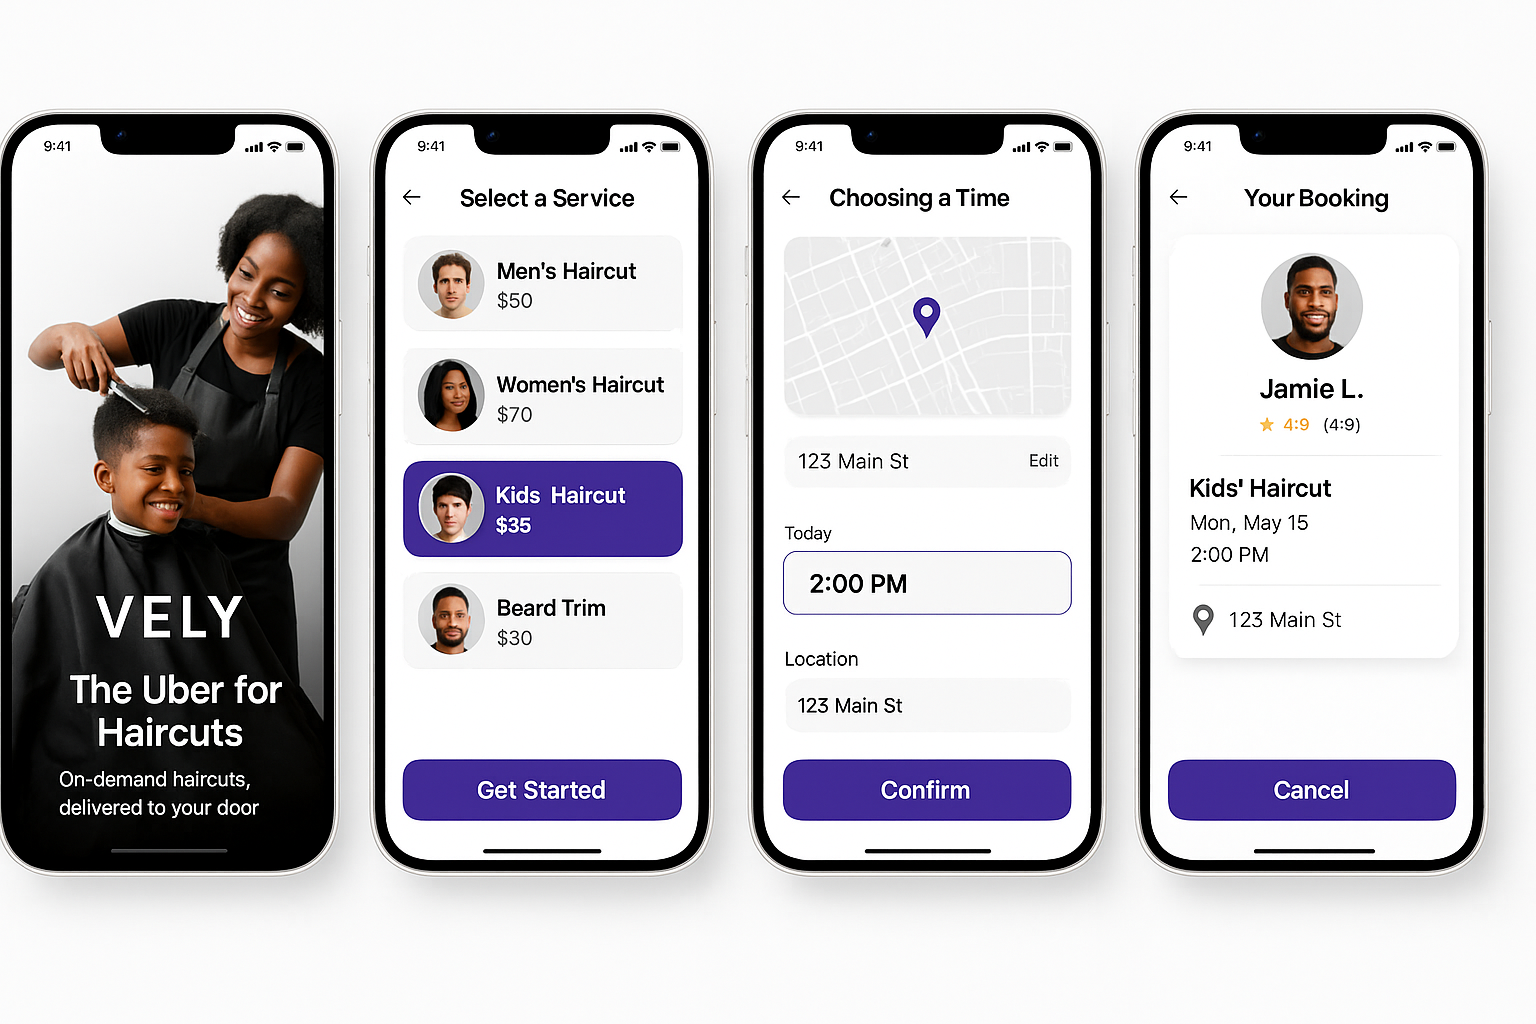 9:41
VELY
The Uber for
Haircuts
On-demand haircuts,
delivered to your door
9:41
Select a Service
Men's Haircut
$50
Women's Haircut
$70
Kids Haircut
$35
Beard Trim
$30
Get Started
9:41
Choosing a Time
123 Main St Edit
Today
2:00 PM
Location
123 Main St
Confirm
9:41
Your Booking
Jamie L.
4:9 (4:9)
Kids' Haircut
Mon, May 15
2:00 PM
123 Main St
Cancel